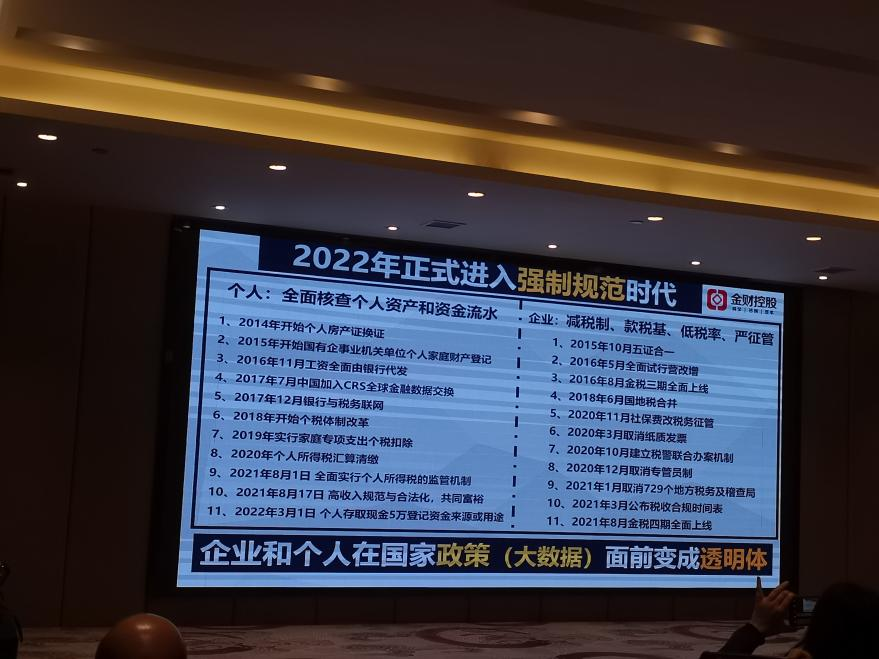 2022年正式进入强制规范时代
金财控股
个人：全面核查个人资产和资金流水
1、2014年开始个人房产证换证
2、2015年开始国有企事业机关单位个人家庭财产登记
3、2016年11月工资全面由银行代发
4、2017年7月中国加入CRS全球金融数据交换
5、2017年12月银行与税务联网
6、2018年开始个税体制改革
7、2019年实行家庭专项支出个税扣除
8、2020年个人所得税汇算清缴
9、2021年8月1日 全面实行个人所得税的监管机制
10、2021年8月17日 高收入规范与合法化，共同富裕
11、2022年3月1日 个人存取现金5万登记资金来源或用途
企业：减税制、款税基、低税率、严征管
1、2015年10月五证合一
2、2016年5月全面试行营改增
3、2016年8月金税三期全面上线
4、2018年6月国地税合并
5、2020年11月社保费改税务征管
6、2020年3月取消纸质发票
7、2020年10月建立税警联合办案机制
8、2020年12月取消专管员制
9、2021年1月取消729个地方税务及稽查局
10、2021年3月公布税收合规时间表
11、2021年8月金税四期全面上线
企业和个人在国家政策（大数据）面前变成透明体